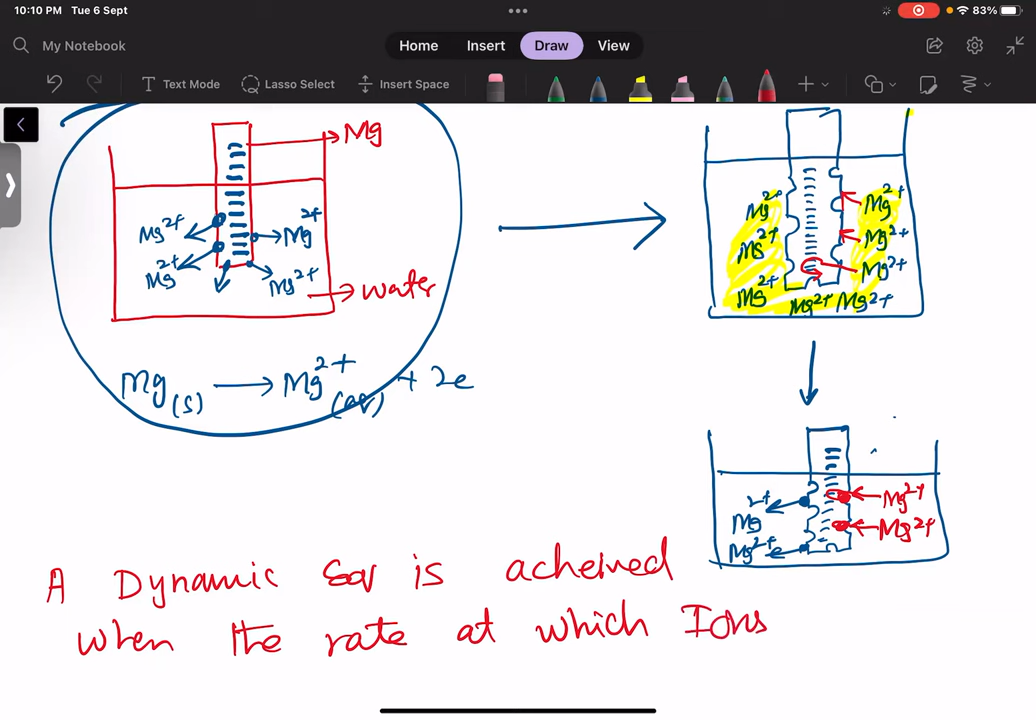 10:10 PM Tue 6 Sept
83%
My Notebook
Home Insert Draw View
Text Mode Lasso Select Insert Space
Mg
Mg2+ Mg2+
Mg2+ Mg2+
water
Mg(s) → Mg2+(aq) + 2e
Mg2+ Mg2+
Mg2+ Mg2+
Mg2+ Mg2+
Mg2+ Mg2+
Mg2+ Mg2+
Mg2+ Mg2+
A Dynamic Eqv is acheived
when the rate at which Ions